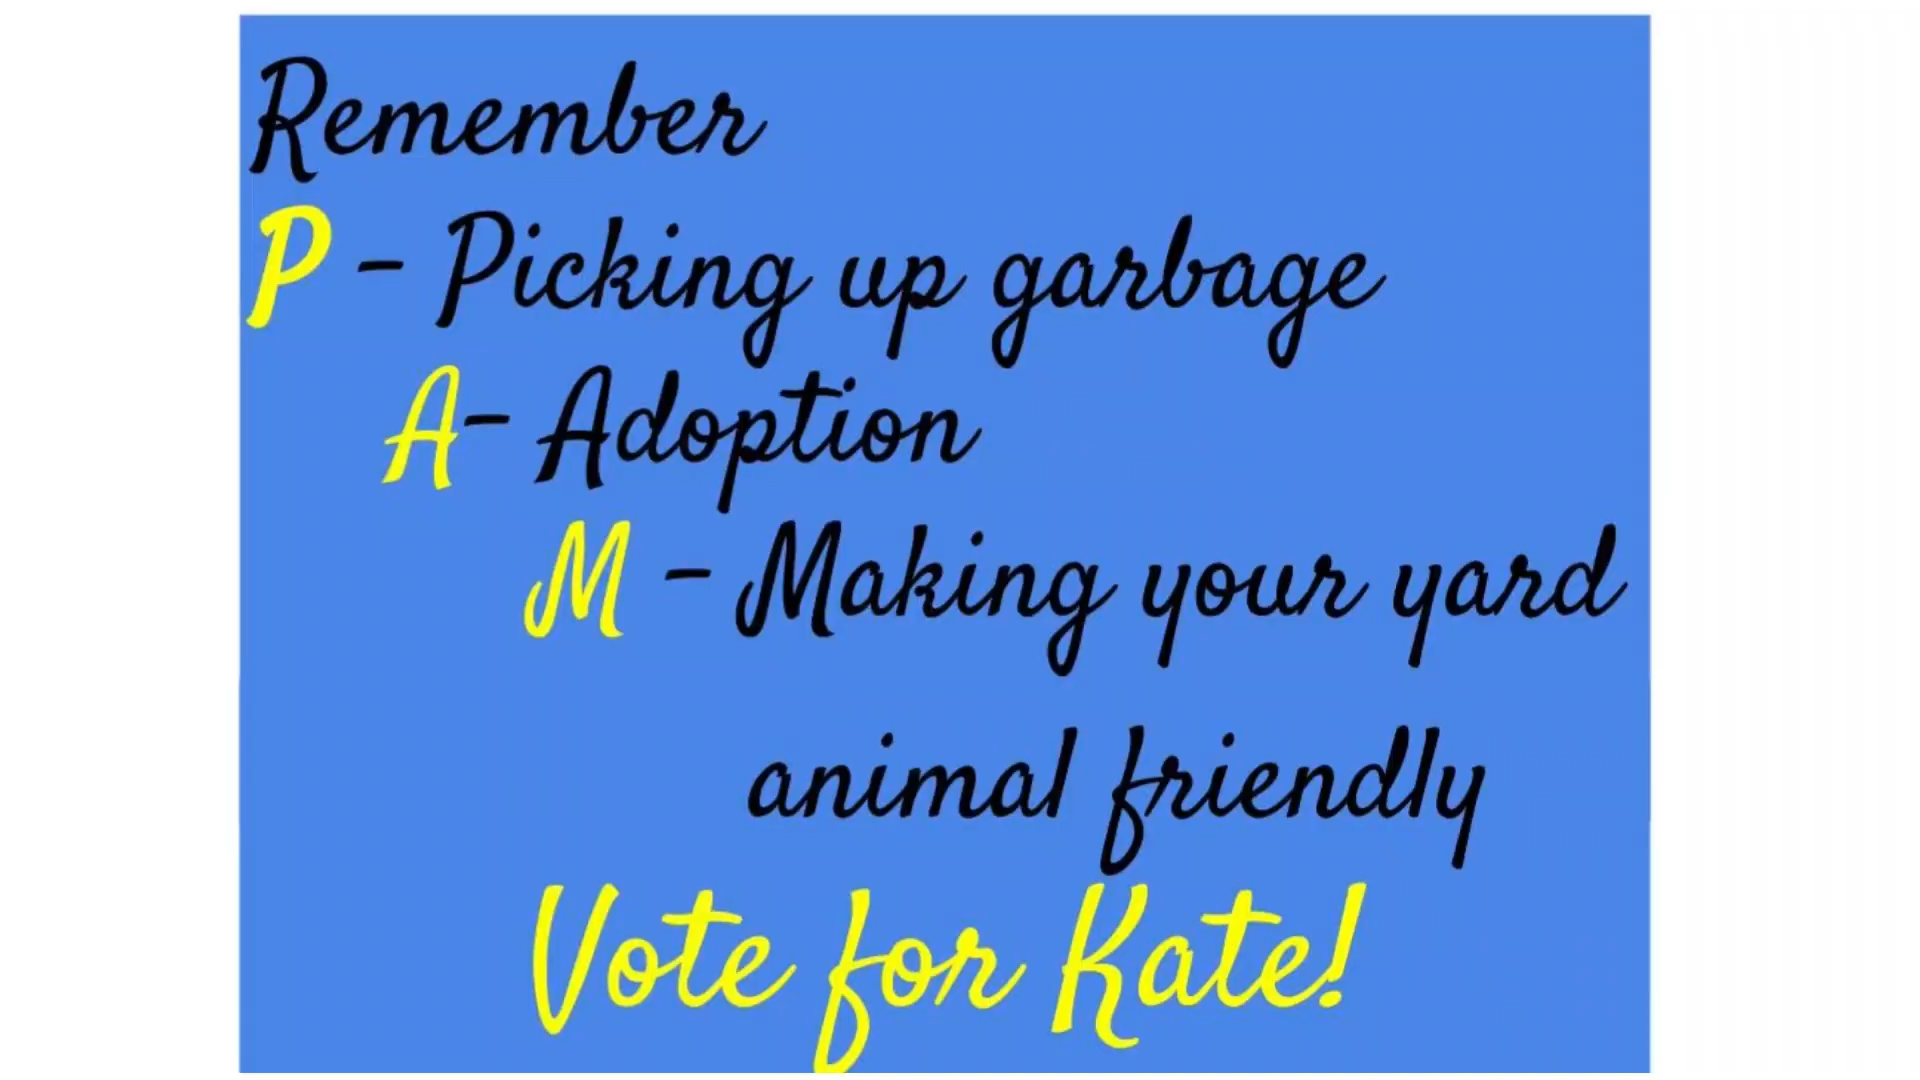 Remember
P - Picking up garbage
A- Adoption
M - Making your yard
animal friendly
Vote for Kate!